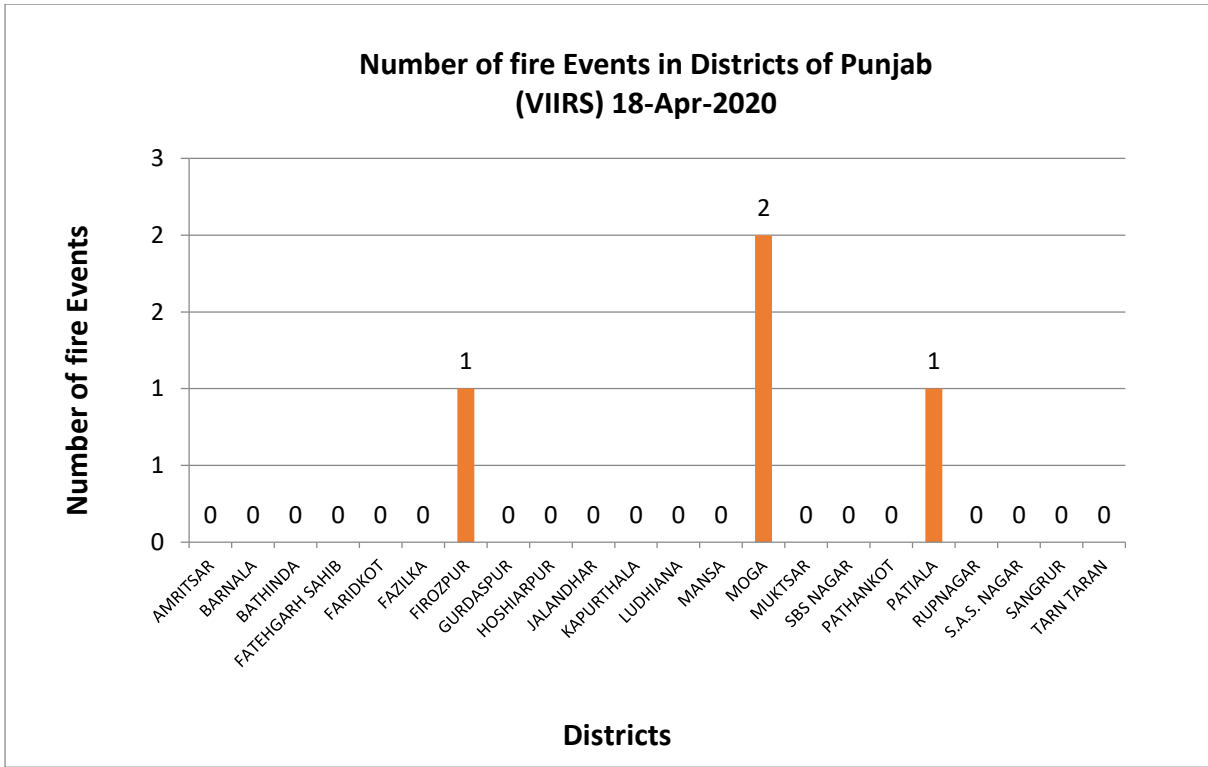 Number of fire Events in Districts of Punjab
(VIIRS) 18-Apr-2020
Number of fire Events
3
2
2
1
1
0
0
0
0
0
0
0
1
0
0
0
0
0
0
2
0
0
0
1
0
0
0
0
AMRITSAR
BARNALA
BATHINDA
FATEHGARH SAHIB
FARIDKOT
FAZILKA
FIROZPUR
GURDASPUR
HOSHIARPUR
JALANDHAR
KAPURTHALA
LUDHIANA
MANSA
MOGA
MUKTSAR
SBS NAGAR
PATHANKOT
PATIALA
RUPNAGAR
S.A.S. NAGAR
SANGRUR
TARN TARAN
Districts